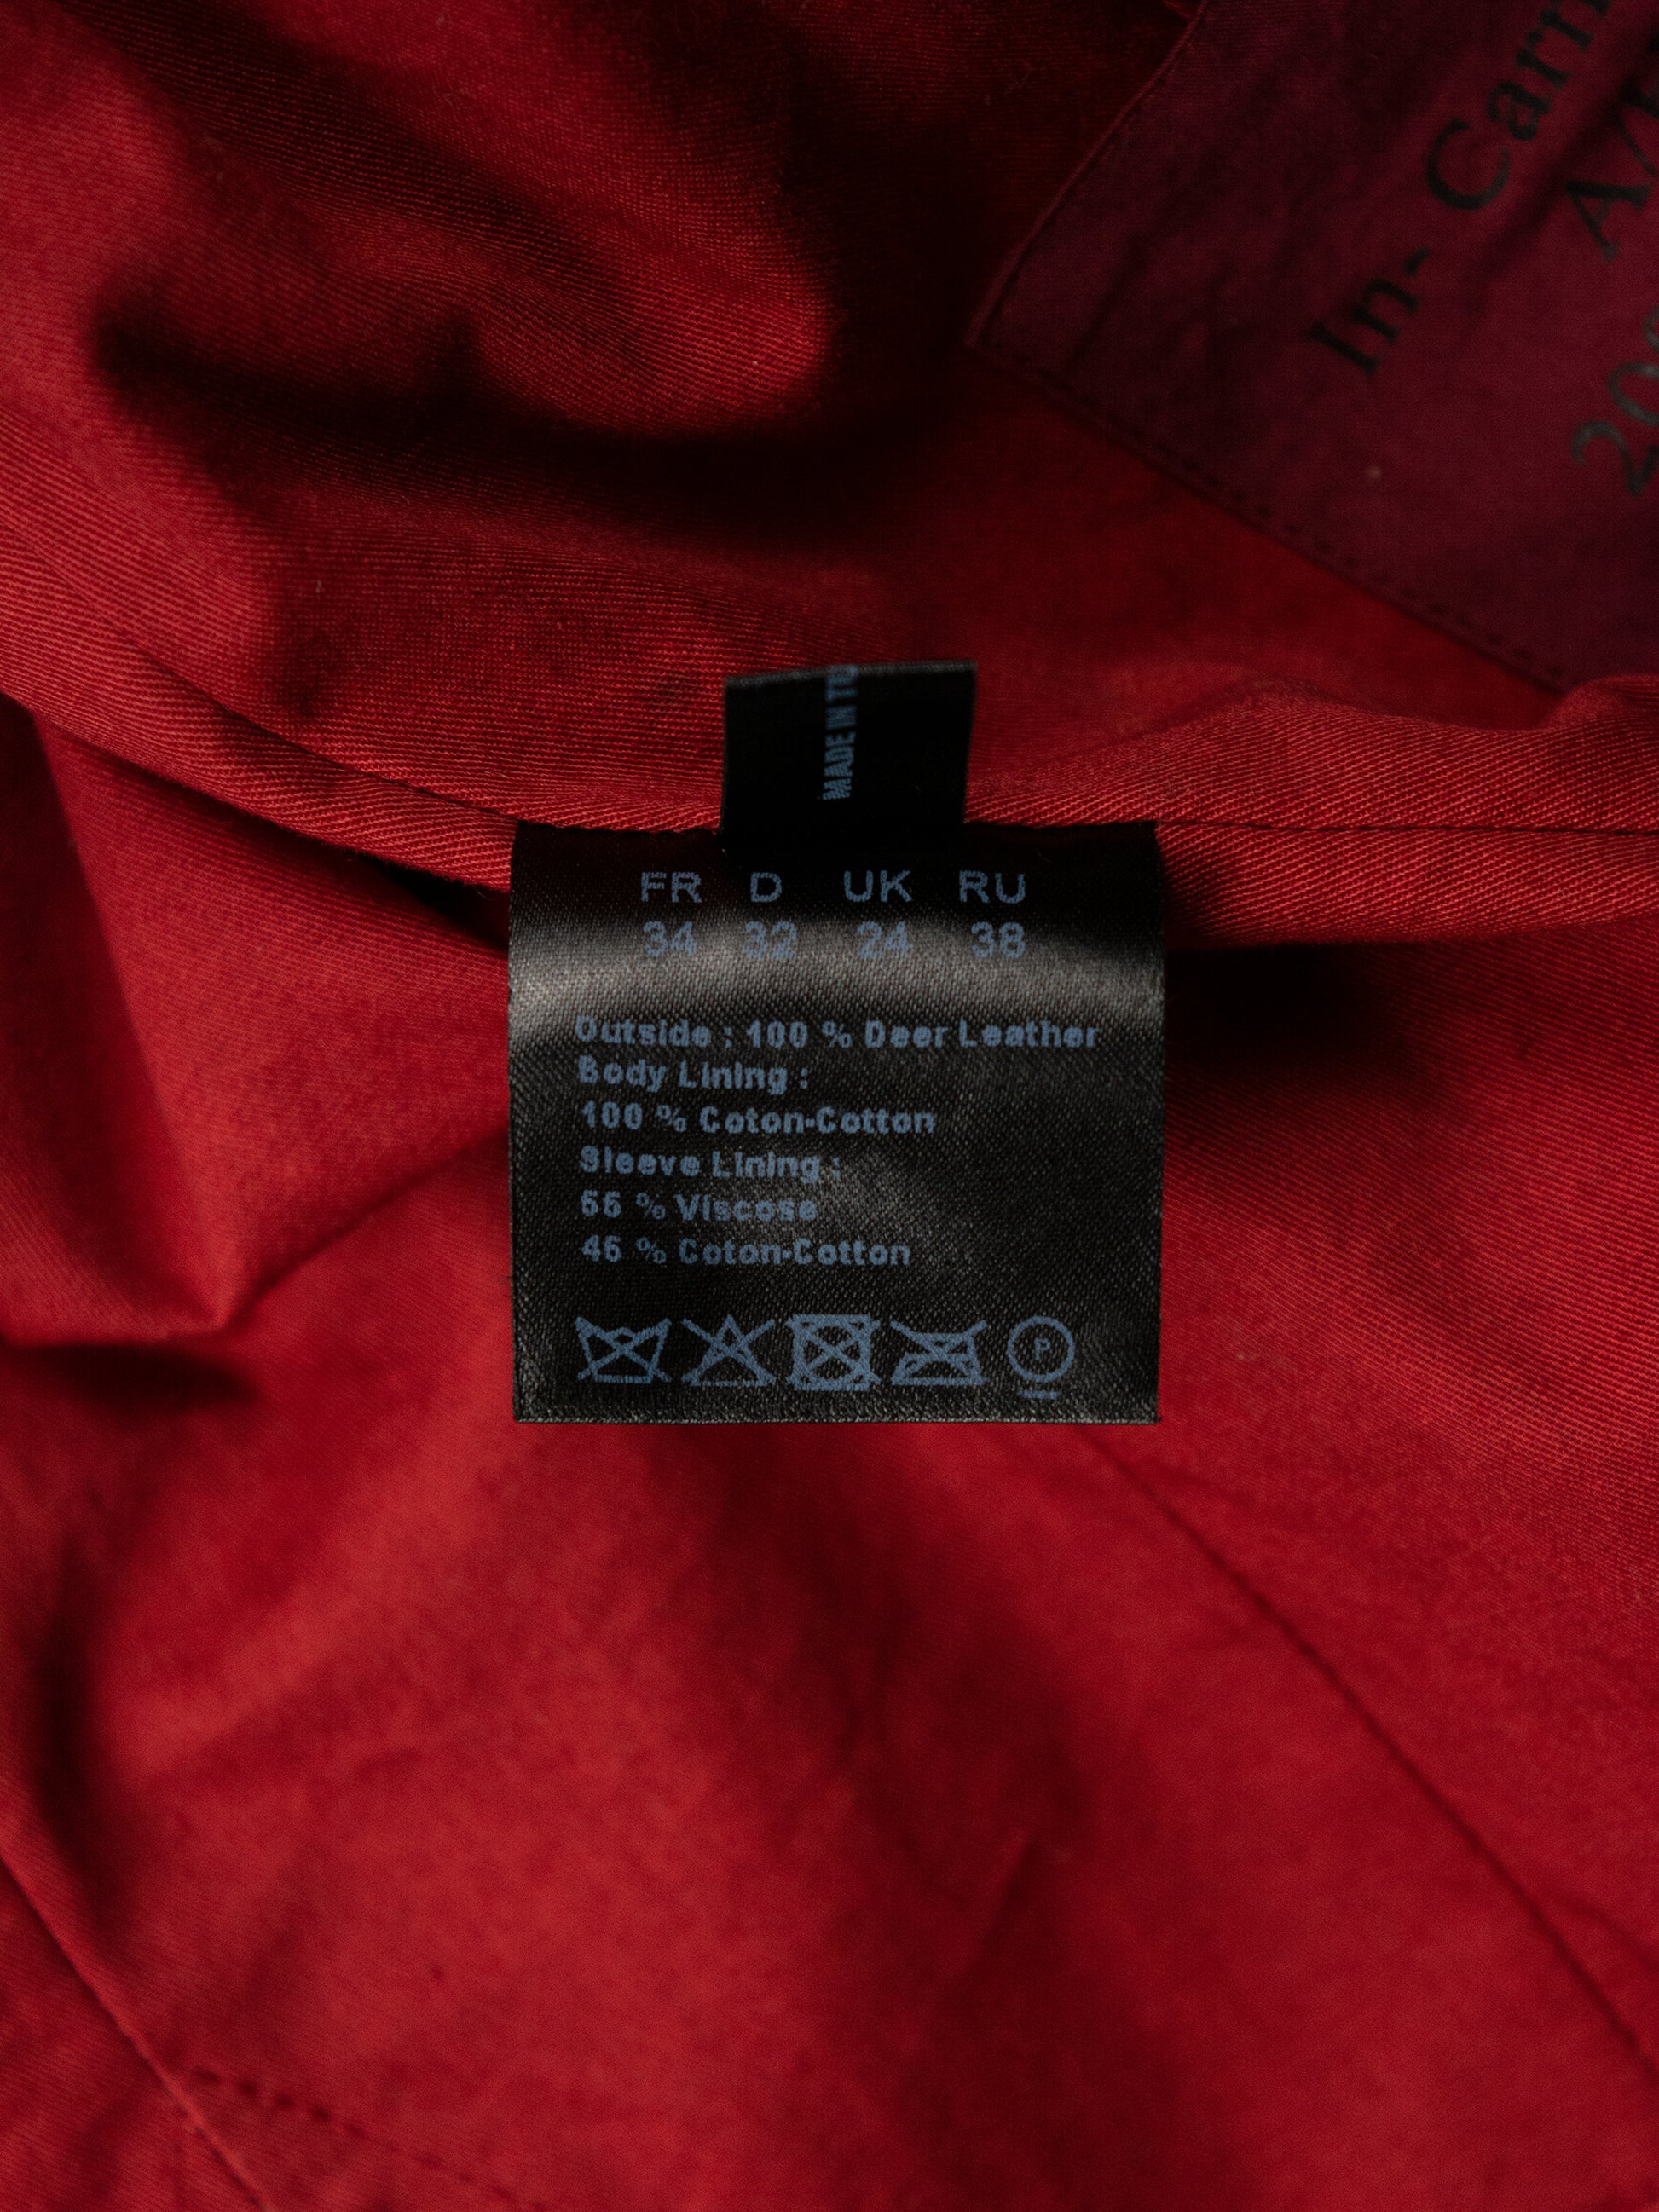 In- Carn
A/
20
MADE IN TU
FR D UK RU
34 32 24 38
Outside : 100 % Deer Leather
Body Lining :
100 % Coton-Cotton
Sleeve Lining :
55 % Viscose
45 % Coton-Cotton
P